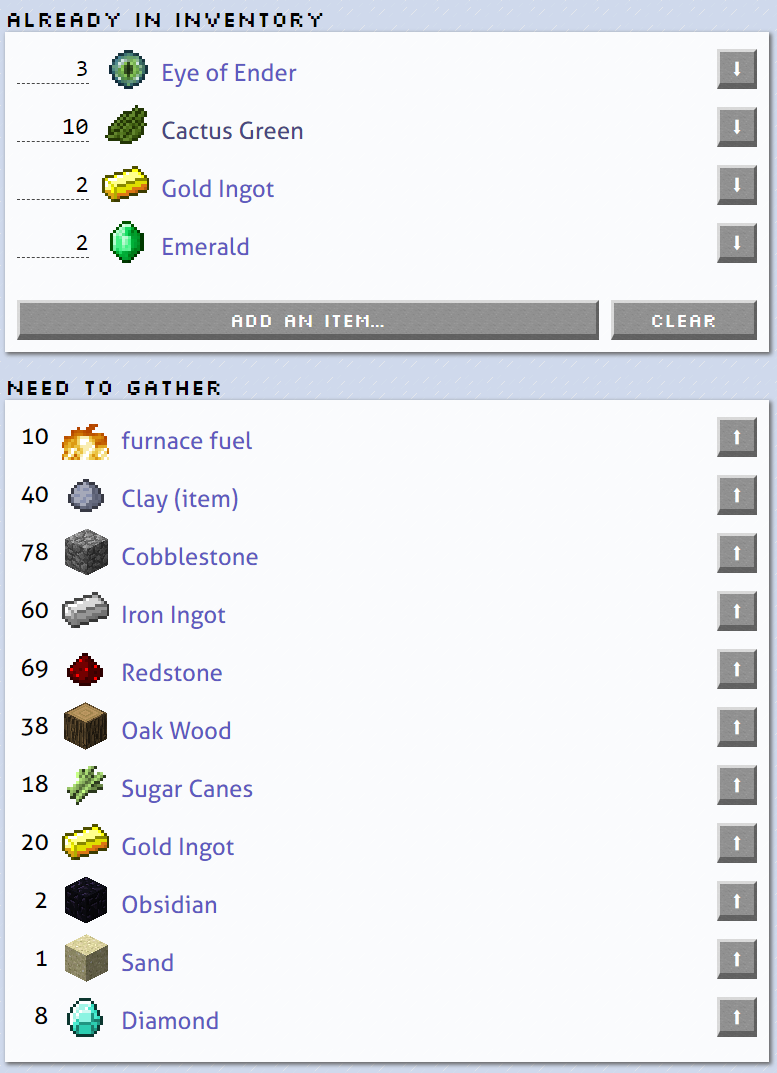 ALREADY IN INVENTORY
3 Eye of Ender
10 Cactus Green
2 Gold Ingot
2 Emerald
ADD AN ITEM… CLEAR
NEED TO GATHER
10 furnace fuel
40 Clay (item)
78 Cobblestone
60 Iron Ingot
69 Redstone
38 Oak Wood
18 Sugar Canes
20 Gold Ingot
2 Obsidian
1 Sand
8 Diamond